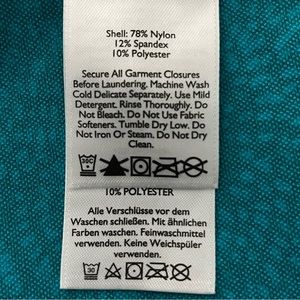 Shell: 78% Nylon
12% Spandex
10% Polyester
Secure All Garment Closures
Before Laundering. Machine Wash
Cold Delicate Separately. Use Mild
Detergent. Rinse Thoroughly. Do
Not Bleach. Do Not Use Fabric
Softeners. Tumble Dry Low. Do
Not Iron Or Steam. Do Not Dry
Clean.
10% POLYESTER
Alle Verschlüsse vor dem
Waschen schließen. Mit ähnlichen
Farben waschen. Feinwaschmittel
verwenden. Keine Weichspüler
verwenden.
30